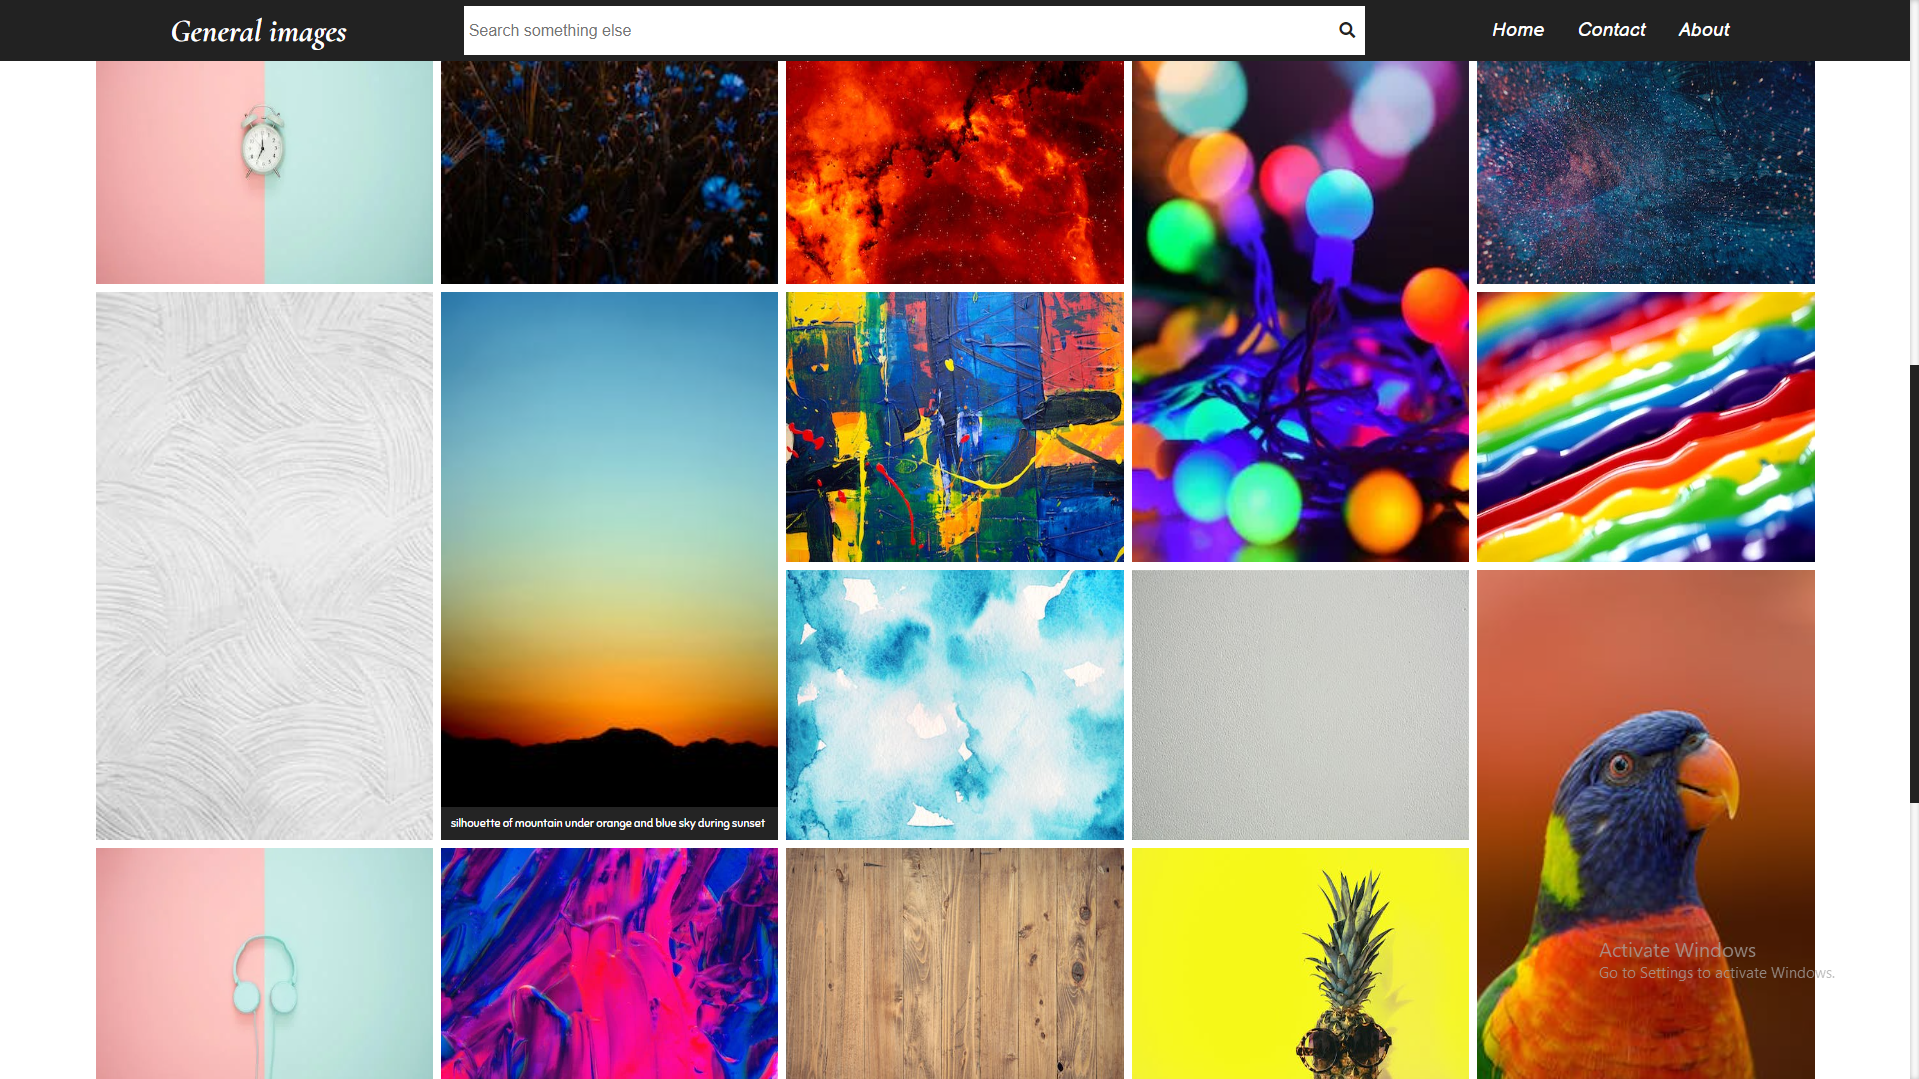 General images
Search something else
Home Contact About
silhouette of mountain under orange and blue sky during sunset
Activate Windows
Go to Settings to activate Windows.